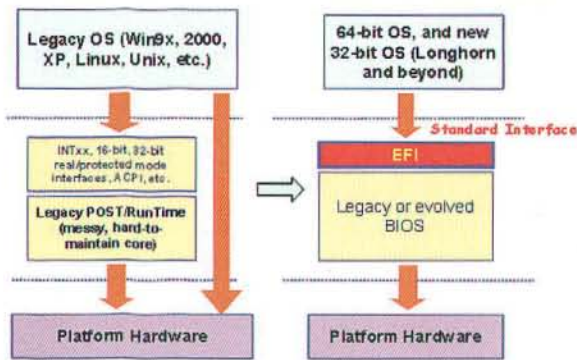 Legacy OS (Win9x, 2000,
XP, Linux, Unix, etc.)
INTxx, 16-bit, 32-bit
real/protected mode
interfaces, ACPI, etc.
Legacy POST/RunTime
(messy, hard-to-
maintain core)
Platform Hardware
64-bit OS, and new
32-bit OS (Longhorn
and beyond)
Standard Interface
EFI
Legacy or evolved
BIOS
Platform Hardware